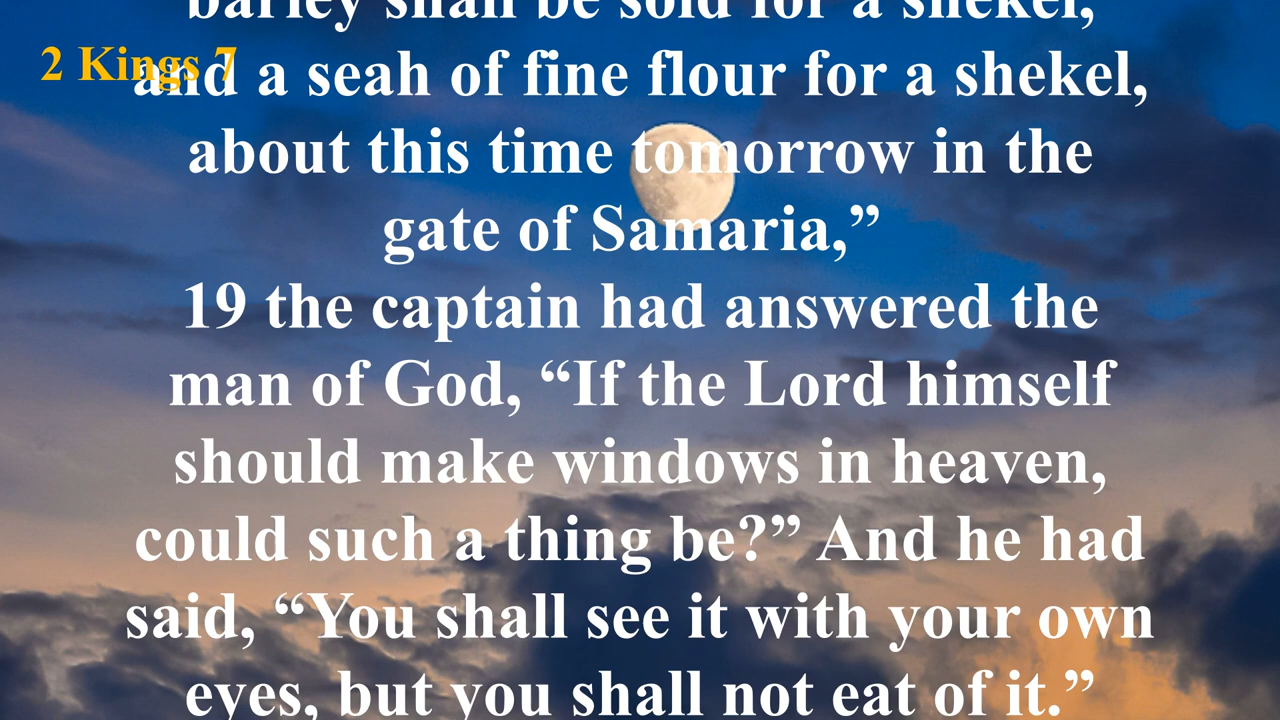 barley shall be sold for a shekel,
2 Kings 7
and a seah of fine flour for a shekel,
about this time tomorrow in the
gate of Samaria,”
19 the captain had answered the
man of God, “If the Lord himself
should make windows in heaven,
could such a thing be?” And he had
said, “You shall see it with your own
eyes, but you shall not eat of it.”